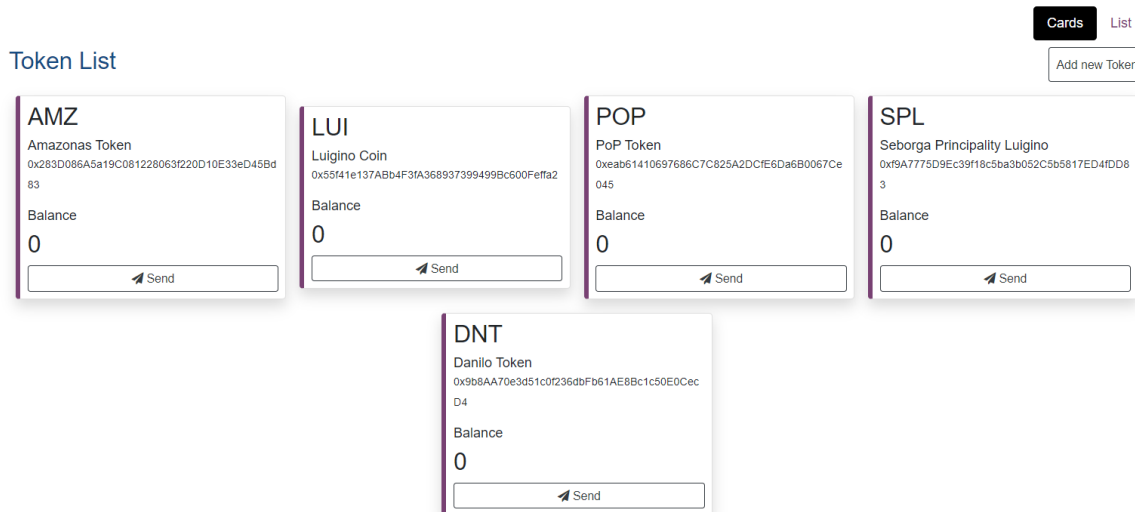 Cards List
Token List
Add new Token
AMZ
Amazonas Token
0x283D086A5a19C081228063f220D10E33eD45Bd
83
Balance
0
Send
LUI
Luigino Coin
0x55f41e137ABb4F3fA368937399499Bc600Feffa2
Balance
0
Send
POP
PoP Token
0xeab61410697686C7C825A2DCfE6Da6B0067Ce
045
Balance
0
Send
SPL
Seborga Principality Luigino
0xf9A7775D9Ec39f18c5ba3b052C5b5817ED4fDD8
3
Balance
0
Send
DNT
Danilo Token
0x9b8AA70e3d51c0f236dbFb61AE8Bc1c50E0Cec
D4
Balance
0
Send